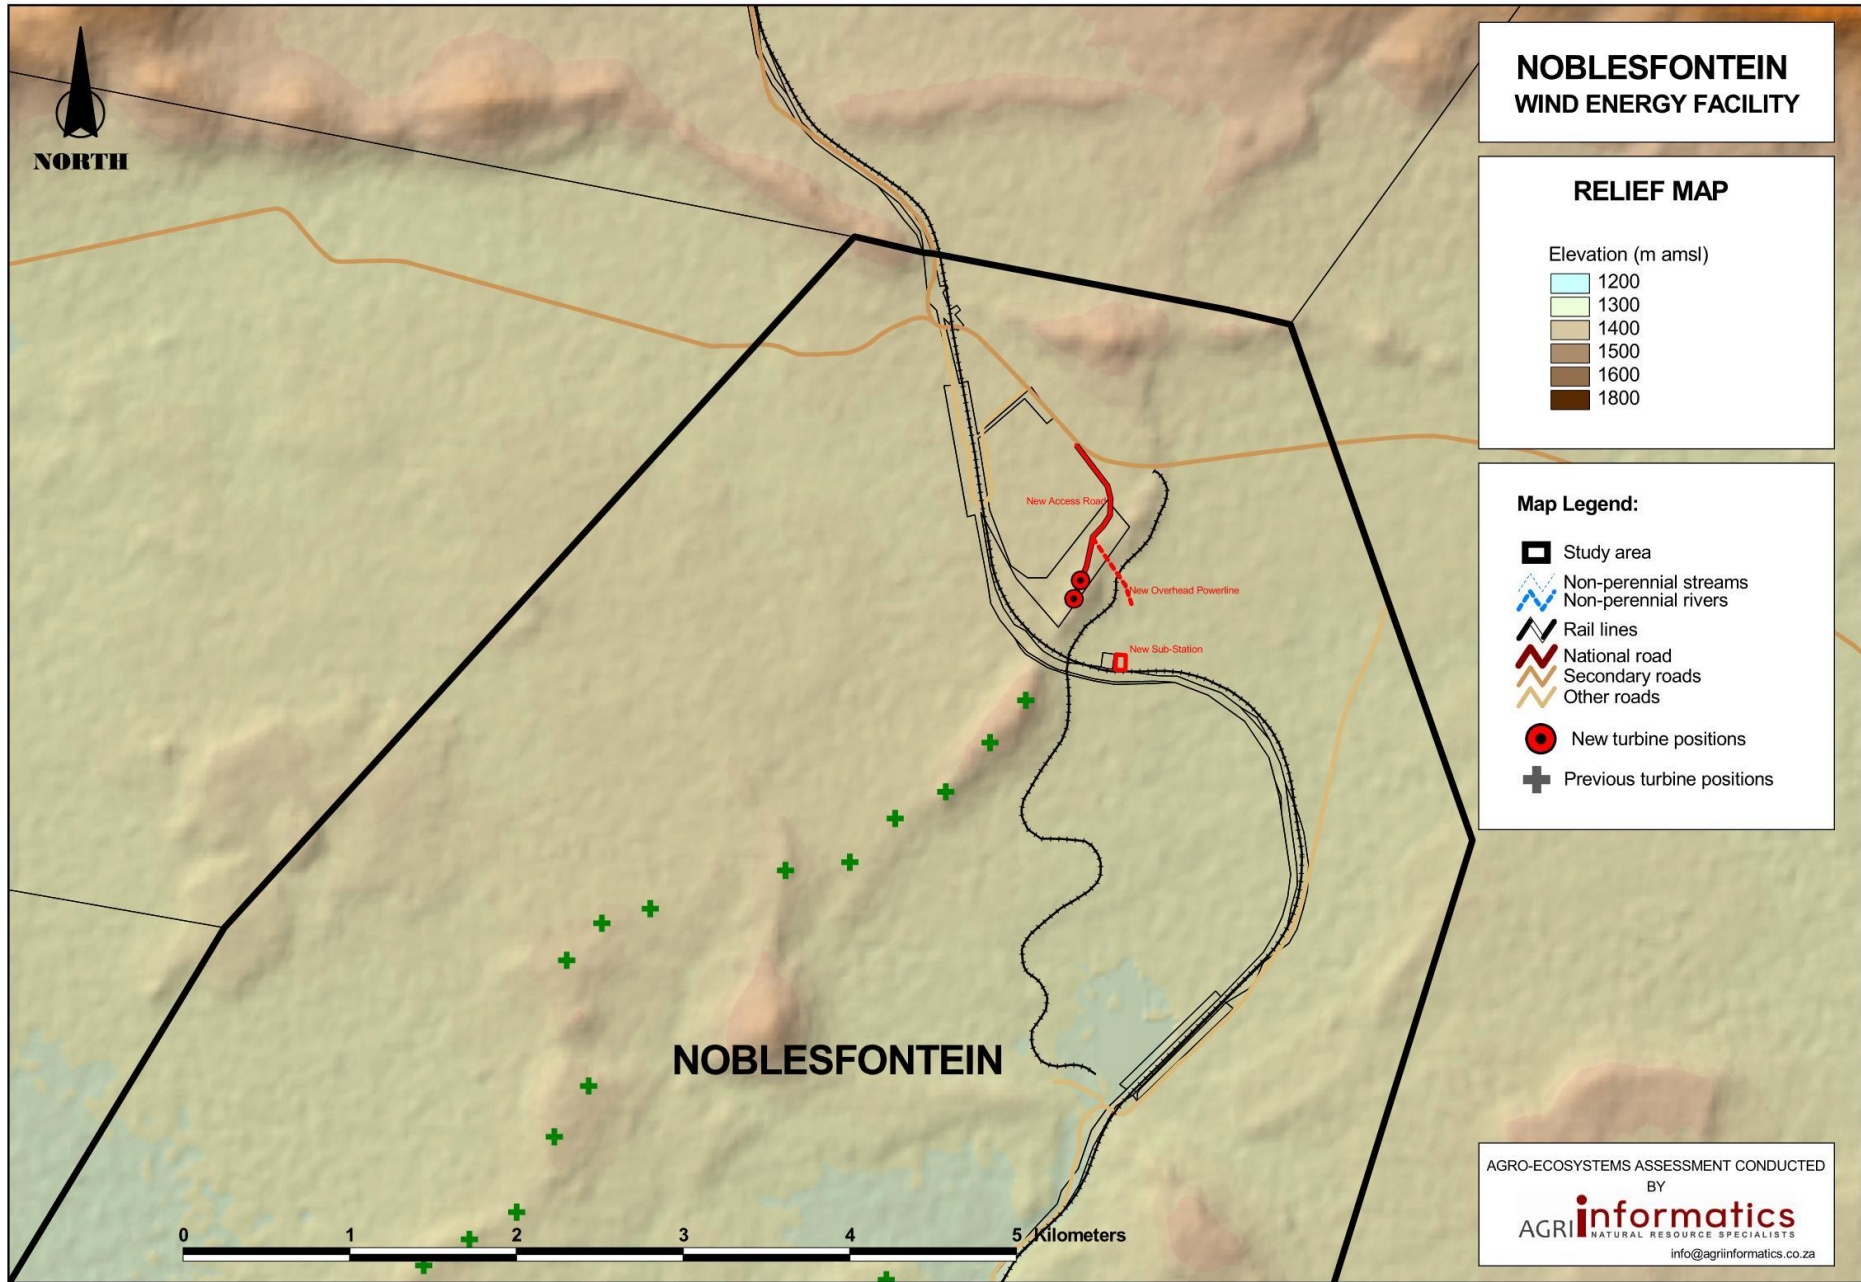 NORTH
NOBLESFONTEIN
WIND ENERGY FACILITY
RELIEF MAP
Elevation (m amsl)
1200
1300
1400
1500
1600
1800
Map Legend:
Study area
Non-perennial streams
Non-perennial rivers
Rail lines
National road
Secondary roads
Other roads
New turbine positions
Previous turbine positions
New Access Road
New Overhead Powerline
New Sub-Station
NOBLESFONTEIN
0 1 2 3 4 5 Kilometers
AGRO-ECOSYSTEMS ASSESSMENT CONDUCTED
BY
AGRI informatics
NATURAL RESOURCE SPECIALISTS
info@agriinformatics.co.za